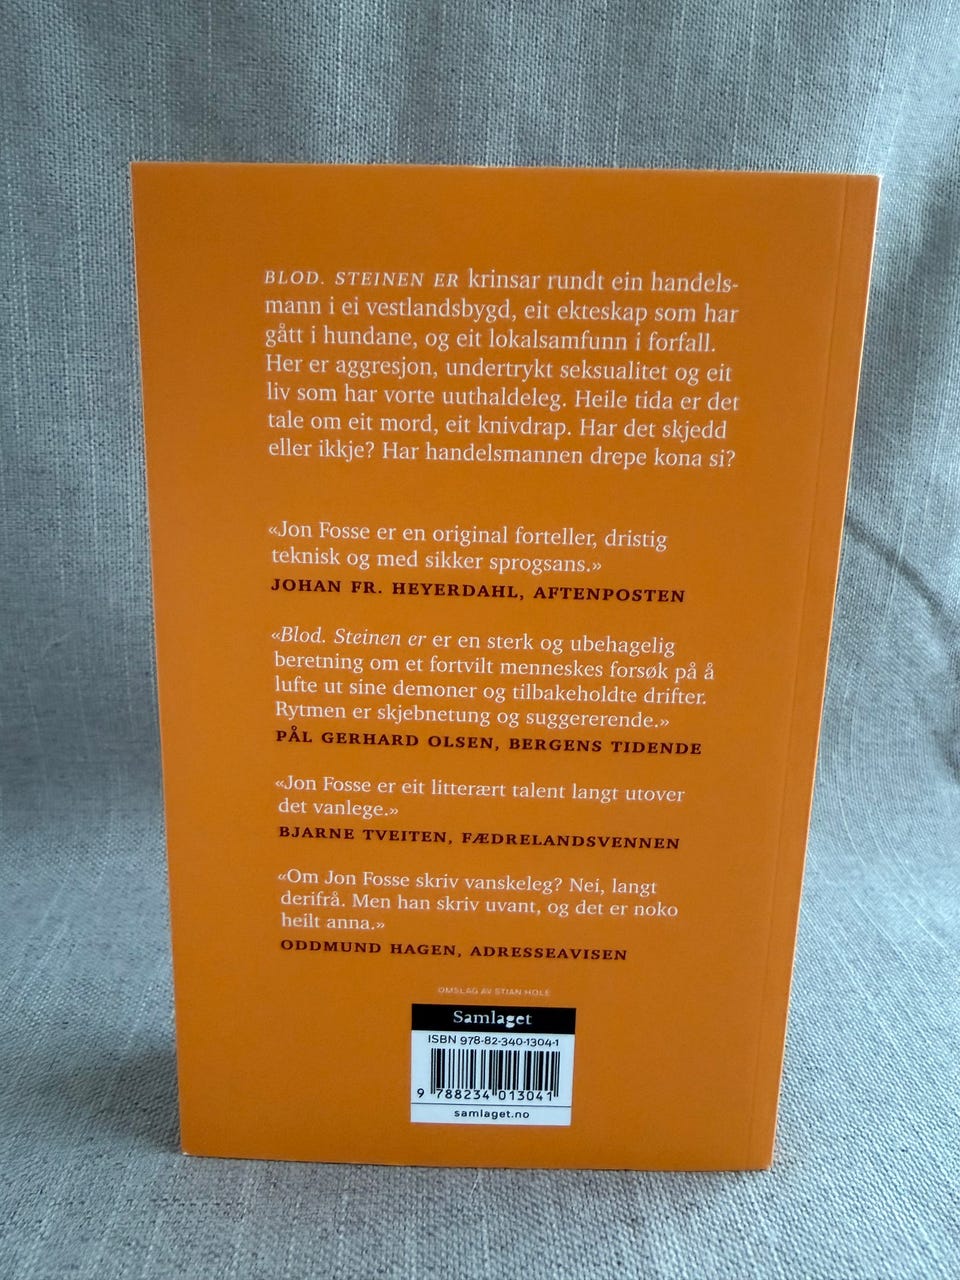 BLOD. STEINEN ER krinsar rundt ein handels-
mann i ei vestlandsbygd, eit ekteskap som har
gått i hundane, og eit lokalsamfunn i forfall.
Her er aggresjon, undertrykt seksualitet og eit
liv som har vorte uuthaldeleg. Heile tida er det
tale om eit mord, eit knivdrap. Har det skjedd
eller ikkje? Har handelsmannen drepe kona si?
«Jon Fosse er en original forteller, dristig
teknisk og med sikker sprogsans.»
JOHAN FR. HEYERDAHL, AFTENPOSTEN
«Blod. Steinen er er en sterk og ubehagelig
beretning om et fortvilt menneskes forsøk på å
lufte ut sine demoner og tilbakeholdte drifter.
Rytmen er skjebnetung og suggererende.»
PÅL GERHARD OLSEN, BERGENS TIDENDE
«Jon Fosse er eit litterært talent langt utover
det vanlege.»
BJARNE TVEITEN, FÆDRELANDSVENNEN
«Om Jon Fosse skriv vanskeleg? Nei, langt
derifrå. Men han skriv uvant, og det er noko
heilt anna.»
ODDMUND HAGEN, ADRESSEAVISEN
OMSLAG AV STIAN HOLE
Samlaget
ISBN 978-82-340-1304-1
9 788234 013041
samlaget.no